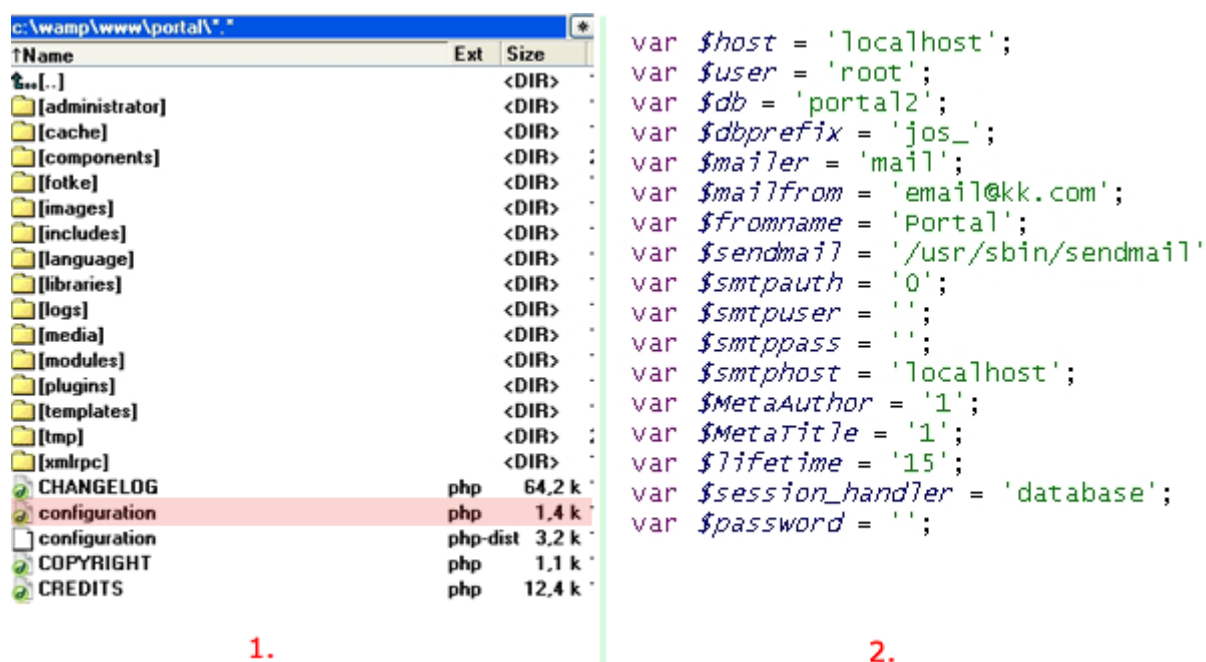 c:\wamp\www\portal\*.*
↑Name Ext Size
[..] <DIR>
[administrator] <DIR>
[cache] <DIR>
[components] <DIR>
[fotke] <DIR>
[images] <DIR>
[includes] <DIR>
[language] <DIR>
[libraries] <DIR>
[logs] <DIR>
[media] <DIR>
[modules] <DIR>
[plugins] <DIR>
[templates] <DIR>
[tmp] <DIR>
[xmlrpc] <DIR>
CHANGELOG php 64,2 k
configuration php 1,4 k
configuration php-dist 3,2 k
COPYRIGHT php 1,1 k
CREDITS php 12,4 k
1.
var $host = 'localhost';
var $user = 'root';
var $db = 'portal2';
var $dbprefix = 'jos_';
var $mailer = 'mail';
var $mailfrom = 'email@kk.com';
var $fromname = 'Portal';
var $sendmail = '/usr/sbin/sendmail'
var $smtpauth = '0';
var $smtpuser = '';
var $smtppass = '';
var $smtphost = 'localhost';
var $MetaAuthor = '1';
var $MetaTitle = '1';
var $lifetime = '15';
var $session_handler = 'database';
var $password = '';
2.